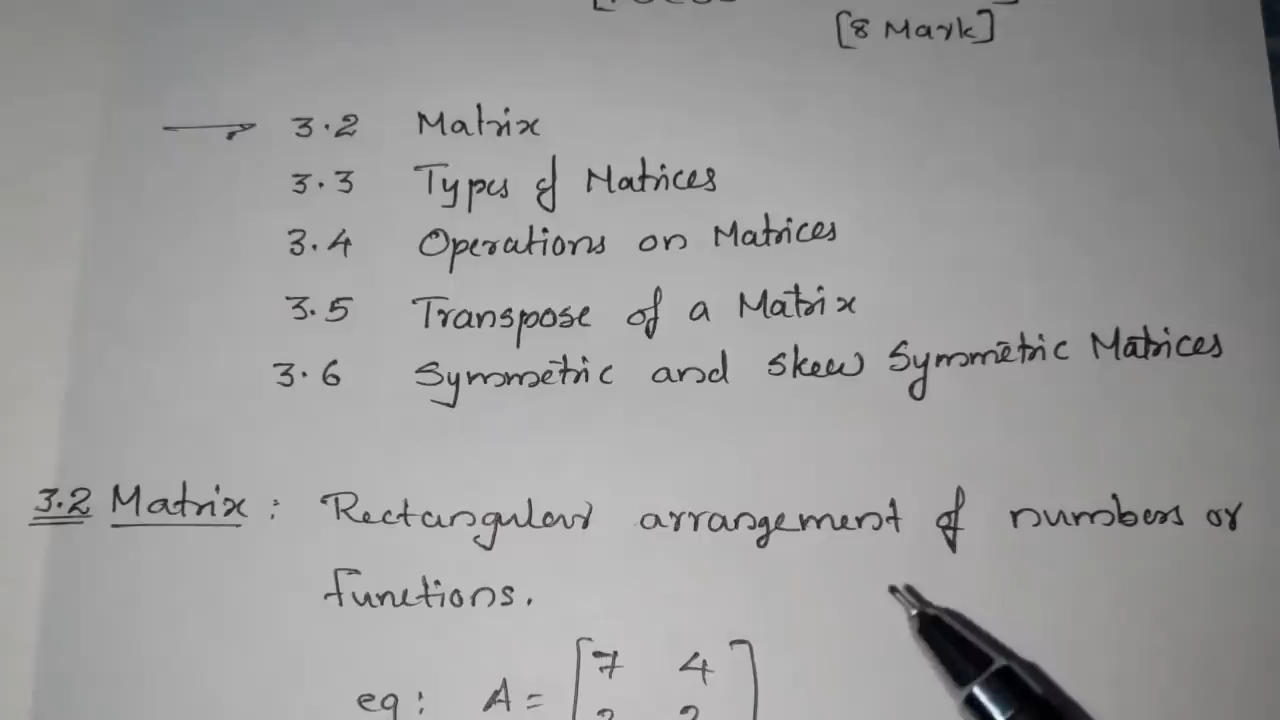 [8 Mark]
3.2 Matrix
3.3 Types of Matrices
3.4 Operations on Matrices
3.5 Transpose of a Matrix
3.6 Symmetric and skew Symmetric Matrices
3.2 Matrix : Rectangular arrangement of numbers or
functions.
eg: A = [7 4]